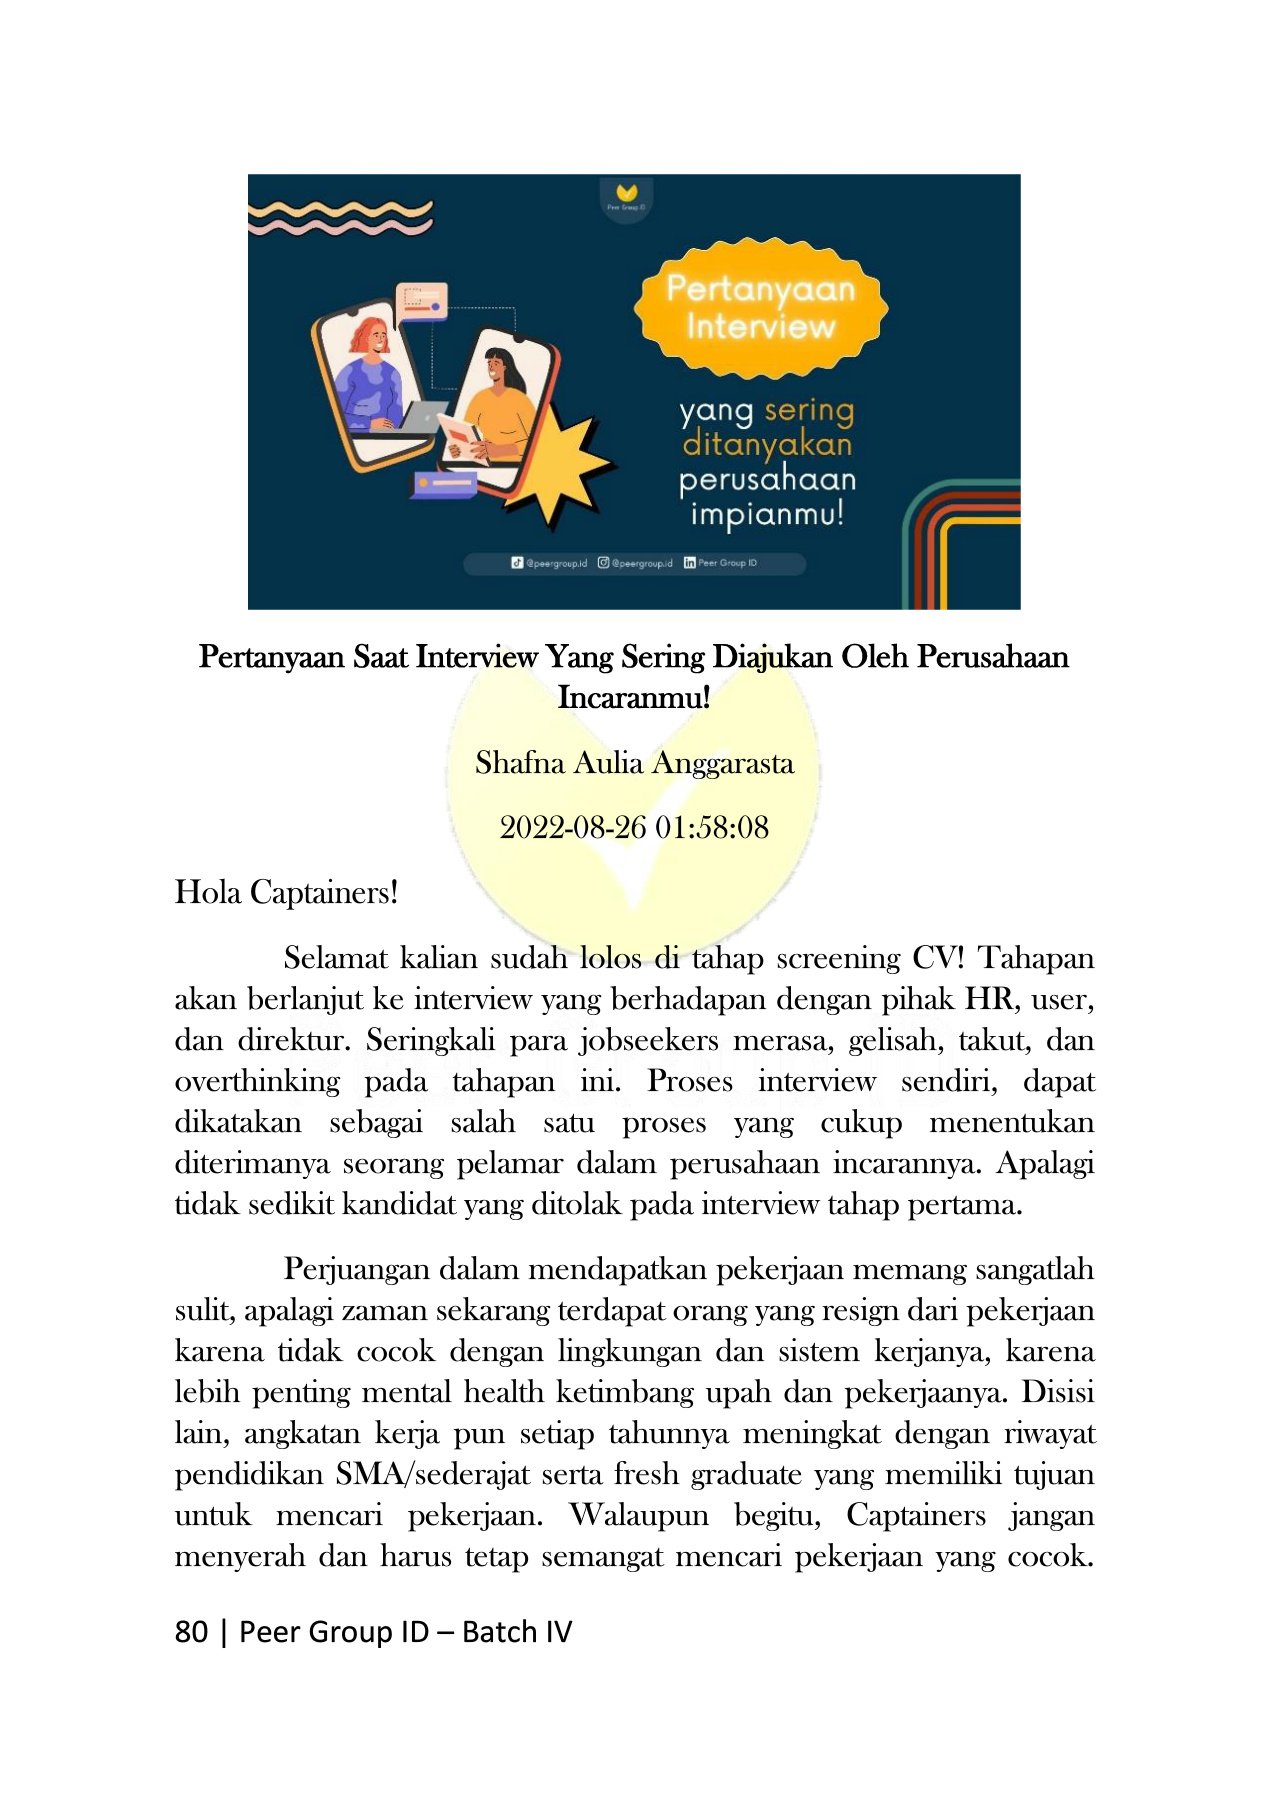 Peer Group ID
Pertanyaan
Interview
yang sering
ditanyakan
perusahaan
impianmu!
@peergroup.id @peergroup.id Peer Group ID
Pertanyaan Saat Interview Yang Sering Diajukan Oleh Perusahaan
Incaranmu!
Shafna Aulia Anggarasta
2022-08-26 01:58:08
Hola Captainers!
Selamat kalian sudah lolos di tahap screening CV! Tahapan
akan berlanjut ke interview yang berhadapan dengan pihak HR, user,
dan direktur. Seringkali para jobseekers merasa, gelisah, takut, dan
overthinking pada tahapan ini. Proses interview sendiri, dapat
dikatakan sebagai salah satu proses yang cukup menentukan
diterimanya seorang pelamar dalam perusahaan incarannya. Apalagi
tidak sedikit kandidat yang ditolak pada interview tahap pertama.
Perjuangan dalam mendapatkan pekerjaan memang sangatlah
sulit, apalagi zaman sekarang terdapat orang yang resign dari pekerjaan
karena tidak cocok dengan lingkungan dan sistem kerjanya, karena
lebih penting mental health ketimbang upah dan pekerjaanya. Disisi
lain, angkatan kerja pun setiap tahunnya meningkat dengan riwayat
pendidikan SMA/sederajat serta fresh graduate yang memiliki tujuan
untuk mencari pekerjaan. Walaupun begitu, Captainers jangan
menyerah dan harus tetap semangat mencari pekerjaan yang cocok.
80 | Peer Group ID – Batch IV